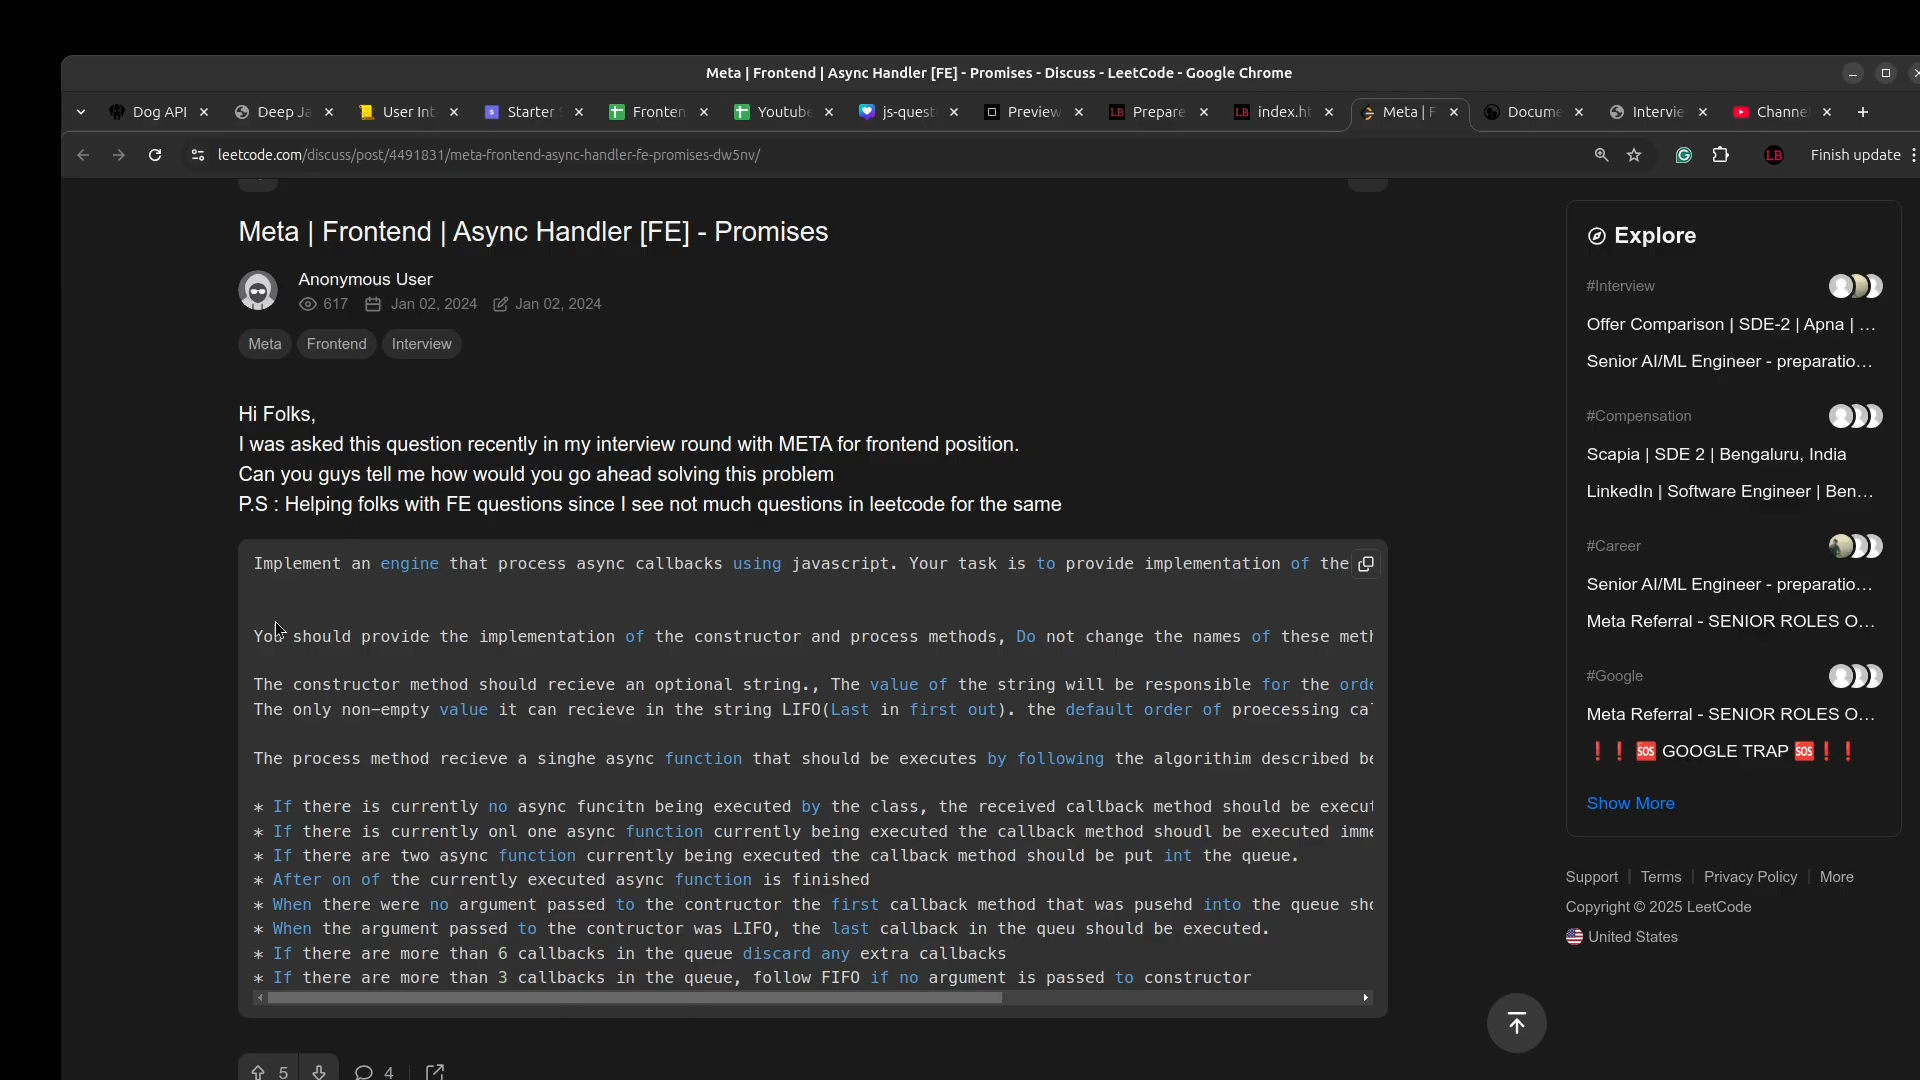 Meta | Frontend | Async Handler [FE] - Promises - Discuss - LeetCode - Google Chrome
Dog API
Deep Ja
User Int
Starter
Fronten
Youtube
js-quest
Preview
Prepare
index.ht
Meta | F
Docume
Intervie
Channe
leetcode.com/discuss/post/4491831/meta-frontend-async-handler-fe-promises-dw5nv/
LB
Finish update
Meta | Frontend | Async Handler [FE] - Promises
Anonymous User
617 Jan 02, 2024 Jan 02, 2024
Meta Frontend Interview
Hi Folks,
I was asked this question recently in my interview round with META for frontend position.
Can you guys tell me how would you go ahead solving this problem
P.S : Helping folks with FE questions since I see not much questions in leetcode for the same
Implement an engine that process async callbacks using javascript. Your task is to provide implementation of the
You should provide the implementation of the constructor and process methods, Do not change the names of these meth
The constructor method should recieve an optional string., The value of the string will be responsible for the orde
The only non-empty value it can recieve in the string LIFO(Last in first out). the default order of proecessing cal
The process method recieve a singhe async function that should be executes by following the algorithim described be
* If there is currently no async funcitn being executed by the class, the received callback method should be execut
* If there is currently onl one async function currently being executed the callback method shoudl be executed imme
* If there are two async function currently being executed the callback method should be put int the queue.
* After on of the currently executed async function is finished
* When there were no argument passed to the contructor the first callback method that was pusehd into the queue sho
* When the argument passed to the contructor was LIFO, the last callback in the queu should be executed.
* If there are more than 6 callbacks in the queue discard any extra callbacks
* If there are more than 3 callbacks in the queue, follow FIFO if no argument is passed to constructor
5 4
Explore
#Interview
Offer Comparison | SDE-2 | Apna | ...
Senior AI/ML Engineer - preparatio...
#Compensation
Scapia | SDE 2 | Bengaluru, India
LinkedIn | Software Engineer | Ben...
#Career
Senior AI/ML Engineer - preparatio...
Meta Referral - SENIOR ROLES O...
#Google
Meta Referral - SENIOR ROLES O...
❗❗ 🆘 GOOGLE TRAP 🆘❗❗
Show More
Support | Terms | Privacy Policy | More
Copyright © 2025 LeetCode
United States